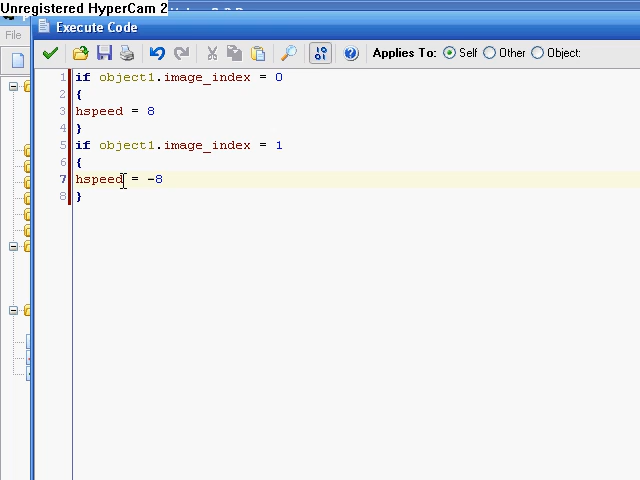 Unregistered HyperCam 2
Execute Code
File
Applies To: Self Other Object:
1 if object1.image_index = 0
2 {
3 hspeed = 8
4 }
5 if object1.image_index = 1
6 {
7 hspeed = -8
8 }